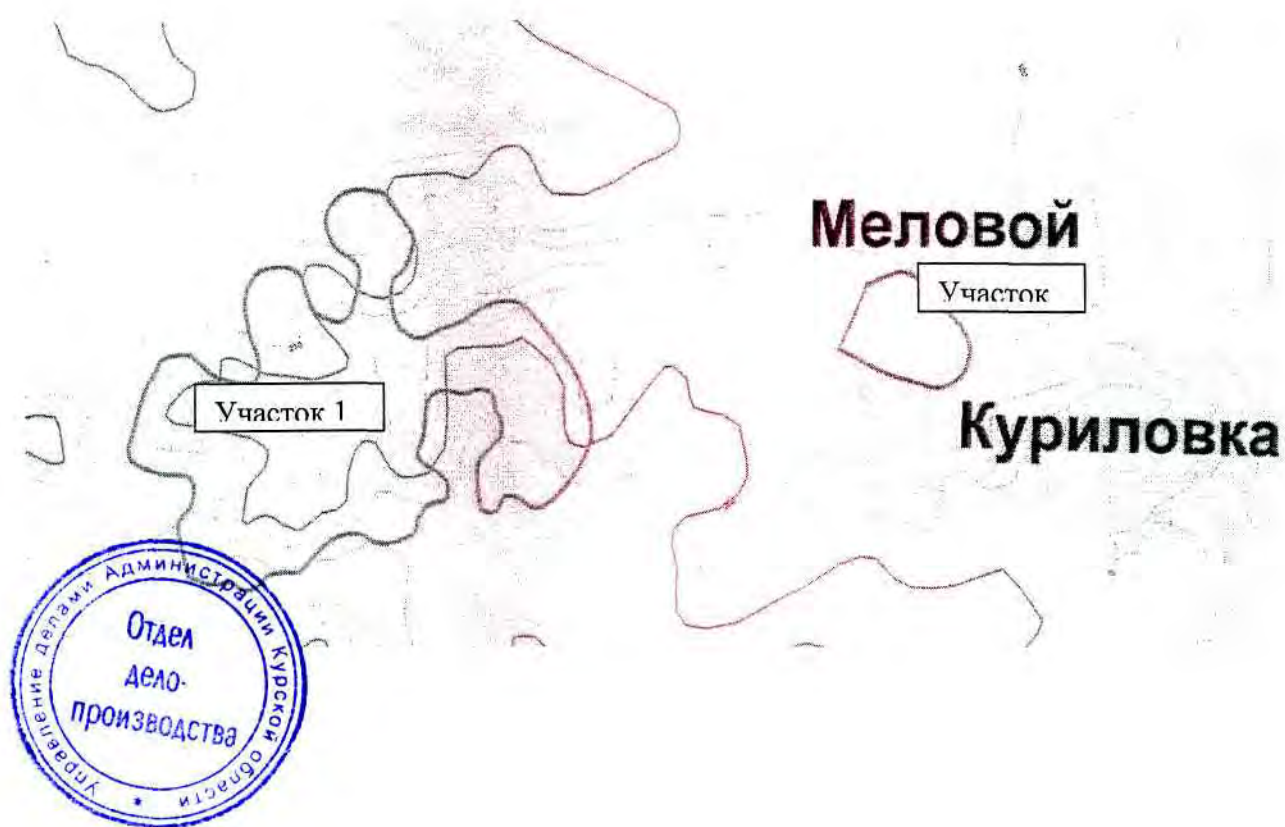 Меловой
Участок
Участок 1
Куриловка
Управление делами Администрации Курской области *
Отдел
дело-
производства